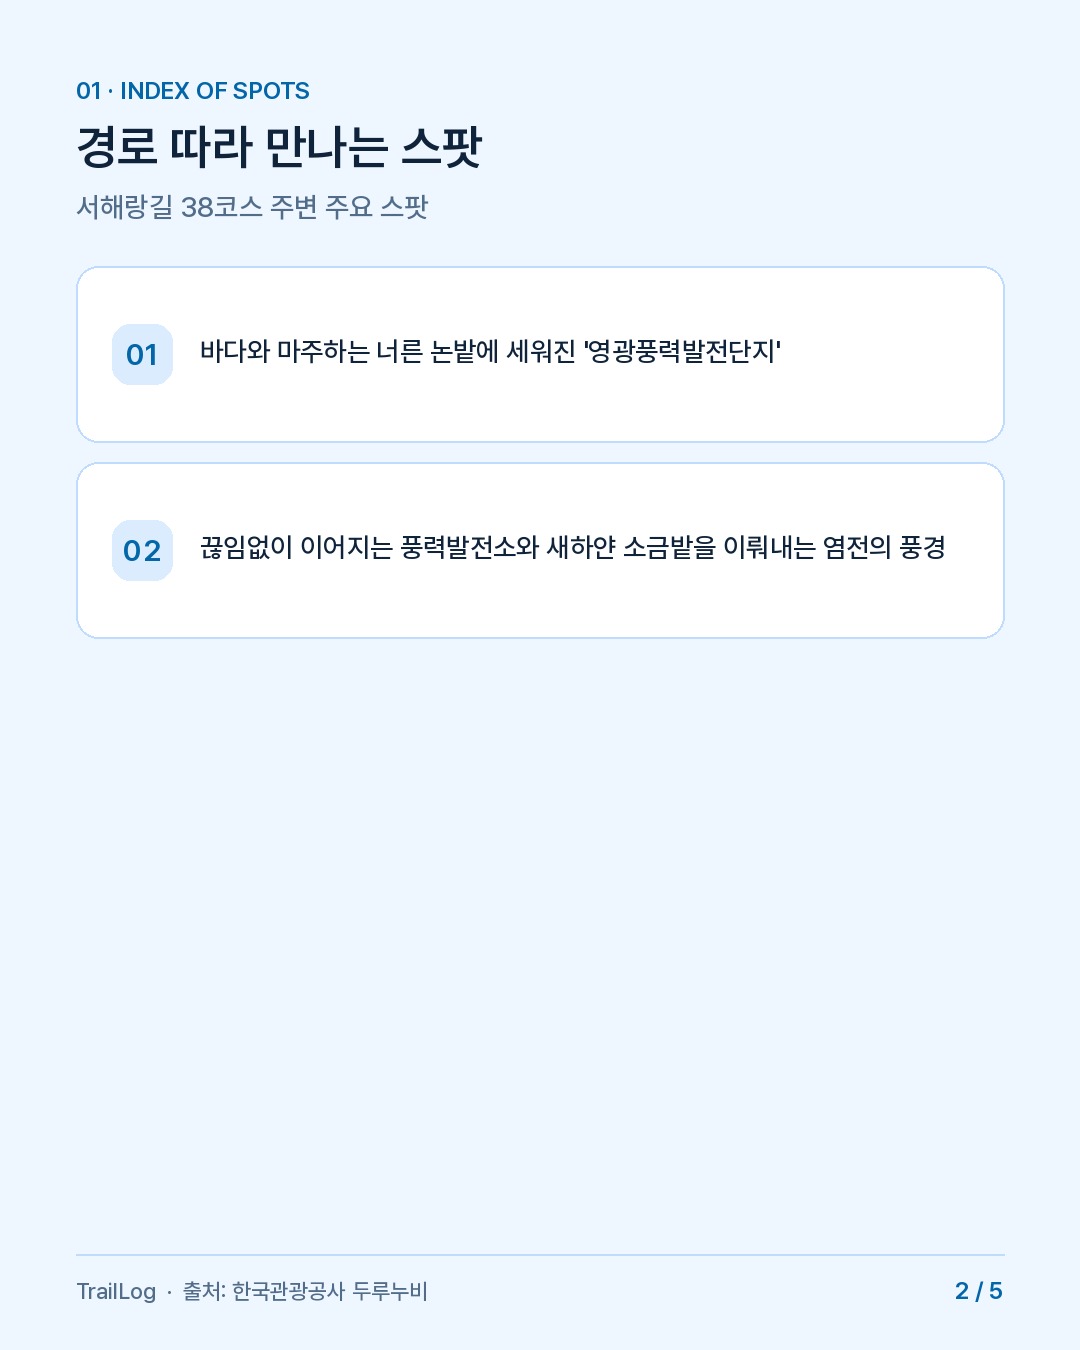 01 · INDEX OF SPOTS
경로 따라 만나는 스팟
서해랑길 38코스 주변 주요 스팟
01 바다와 마주하는 너른 논밭에 세워진 '영광풍력발전단지'
02 끊임없이 이어지는 풍력발전소와 새하얀 소금밭을 이뤄내는 염전의 풍경
TrailLog · 출처: 한국관광공사 두루누비 2 / 5